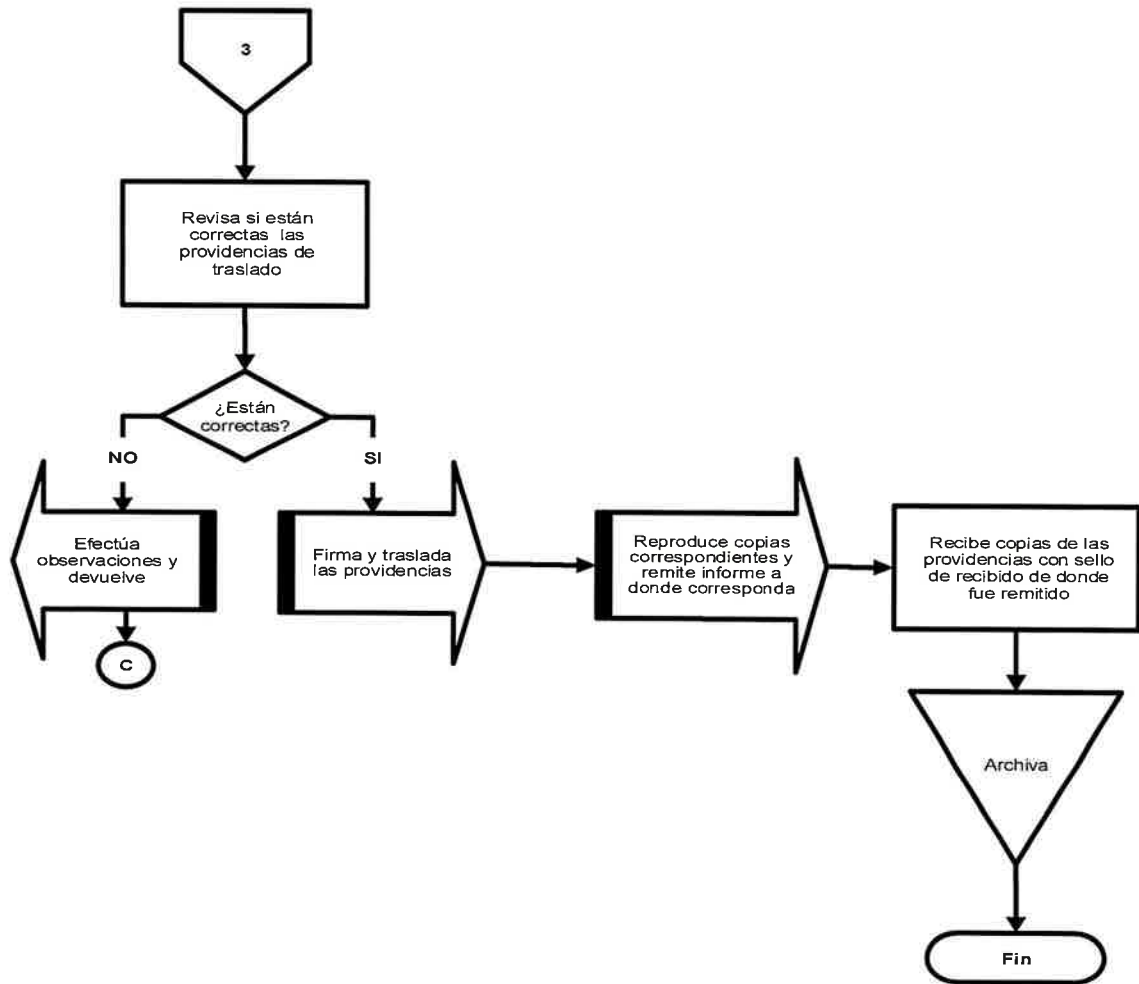 3
Revisa si están
correctas las
providencias de
traslado
¿Están
correctas?
NO
SI
Efectúa
observaciones y
devuelve
C
Firma y traslada
las providencias
Reproduce copias
correspondientes y
remite informe a
donde corresponda
Recibe copias de las
providencias con sello
de recibido de donde
fue remitido
Archiva
Fin